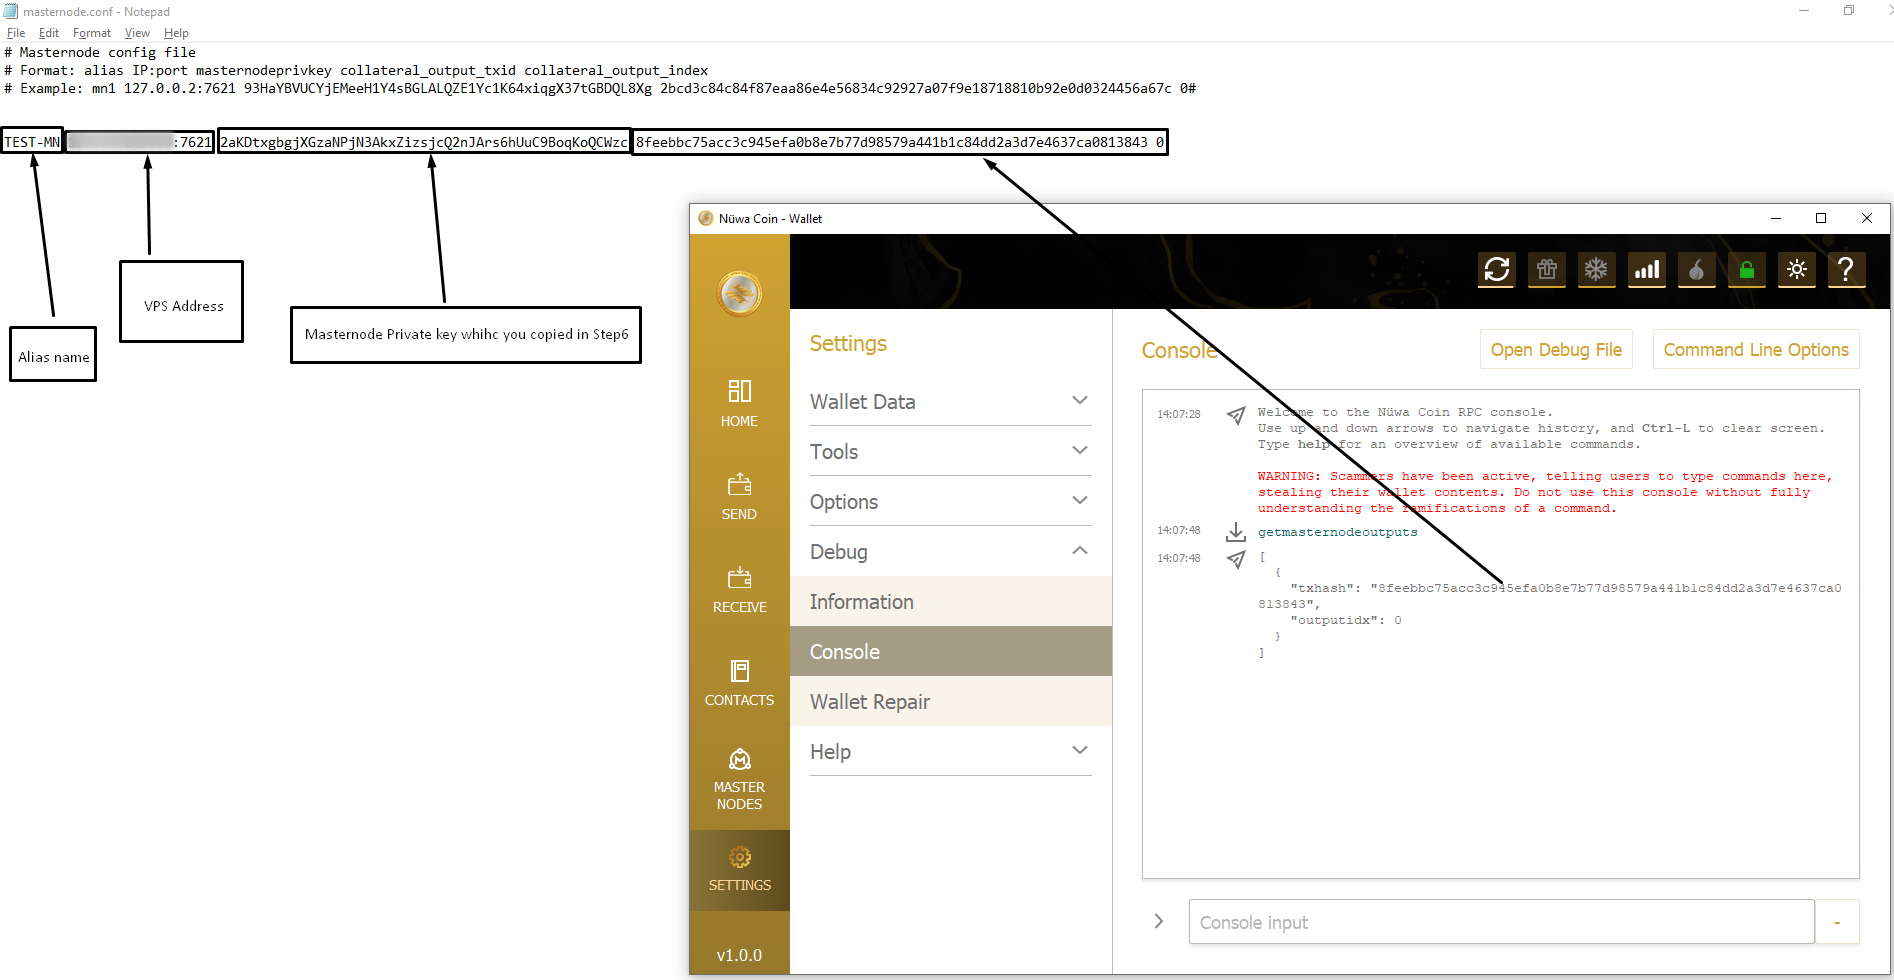 masternode.conf - Notepad
File Edit Format View Help
# Masternode config file
# Format: alias IP:port masternodeprivkey collateral_output_txid collateral_output_index
# Example: mn1 127.0.0.2:7621 93HaYBVUCYjEMeeH1Y4sBGLALQZE1Yc1K64xiqgX37tGBDQL8Xg 2bcd3c84c84f87eaa86e4e56834c92927a07f9e18718810b92e0d0324456a67c 0#
TEST-MN :7621 2aKDtxgbgjXGzaNPjN3AkxZizsjcQ2nJArs6hUuC9BoqKoQCWzc 8feebbc75acc3c945efa0b8e7b77d98579a441b1c84dd2a3d7e4637ca0813843 0
Alias name
VPS Address
Masternode Private key whihc you copied in Step6
Nüwa Coin - Wallet
HOME
SEND
RECEIVE
CONTACTS
MASTER
NODES
SETTINGS
v1.0.0
Settings
Wallet Data
Tools
Options
Debug
Information
Console
Wallet Repair
Help
Console
Open Debug File
Command Line Options
14:07:28 Welcome to the Nüwa Coin RPC console.
Use up and down arrows to navigate history, and Ctrl-L to clear screen.
Type help for an overview of available commands.
WARNING: Scammers have been active, telling users to type commands here,
stealing their wallet contents. Do not use this console without fully
understanding the ramifications of a command.
14:07:48 getmasternodeoutputs
14:07:48 [
{
"txhash": "8feebbc75acc3c945efa0b8e7b77d98579a441b1c84dd2a3d7e4637ca0
813843",
"outputidx": 0
}
]
Console input
-